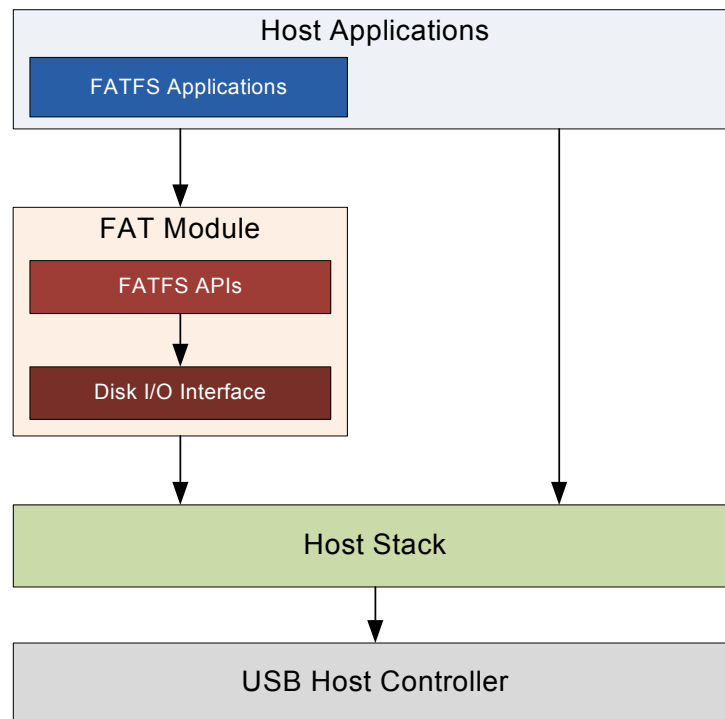 Host Applications
FATFS Applications
FAT Module
FATFS APIs
Disk I/O Interface
Host Stack
USB Host Controller